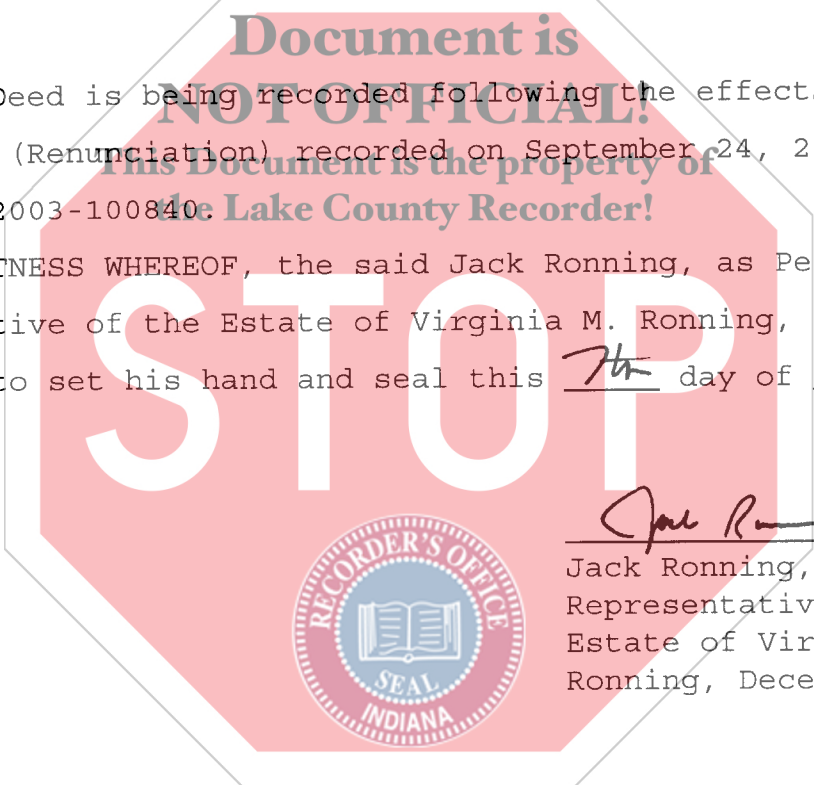 Document is
Deed is being recorded following the effects
NOT OFFICIAL!
(Renunciation) recorded on September 24, 2
This Document is the property of
2003-100840.
the Lake County Recorder!
TNESS WHEREOF, the said Jack Ronning, as Pe
tive of the Estate of Virginia M. Ronning,
to set his hand and seal this 7th day of
STOP
Jack Ronning,
Representativ
Estate of Vir
Ronning, Dece
RECORDER'S OFFICE
SEAL
INDIANA